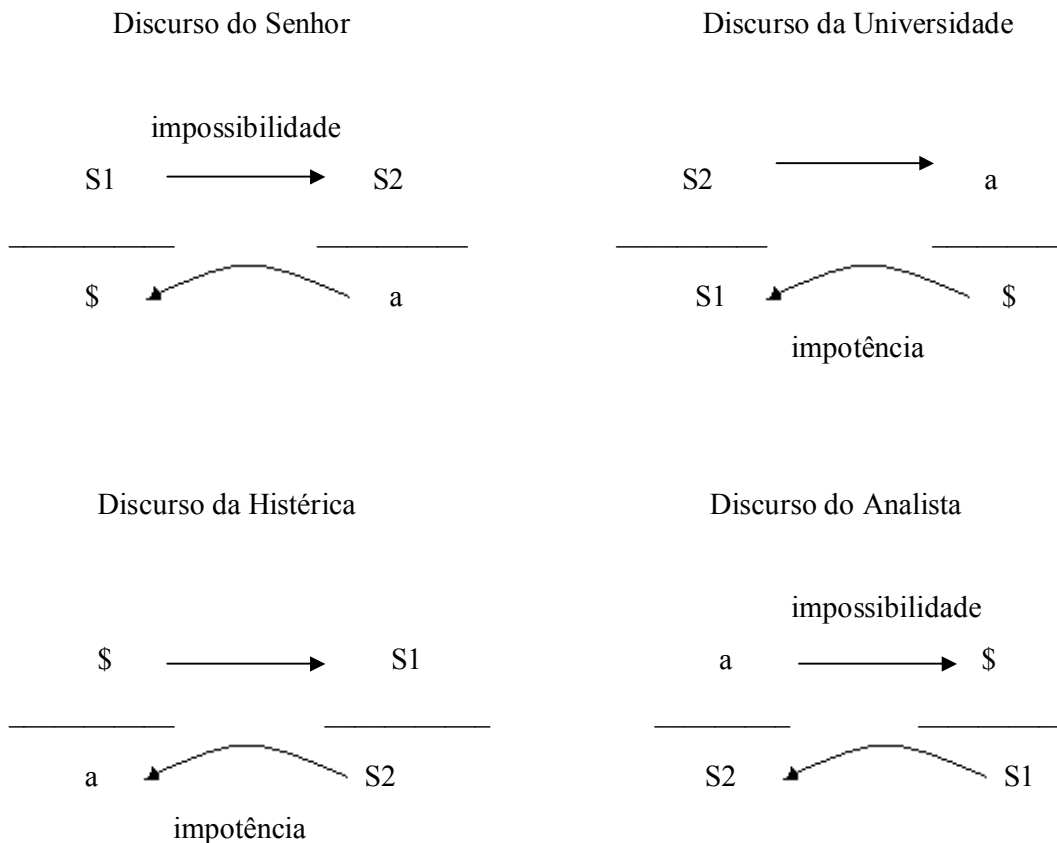 Discurso do Senhor
Discurso da Universidade
impossibilidade
S1 S2
S2 a
$ a
S1 $
impotência
Discurso da Histérica
Discurso do Analista
impossibilidade
$ S1
a $
a S2
S2 S1
impotência